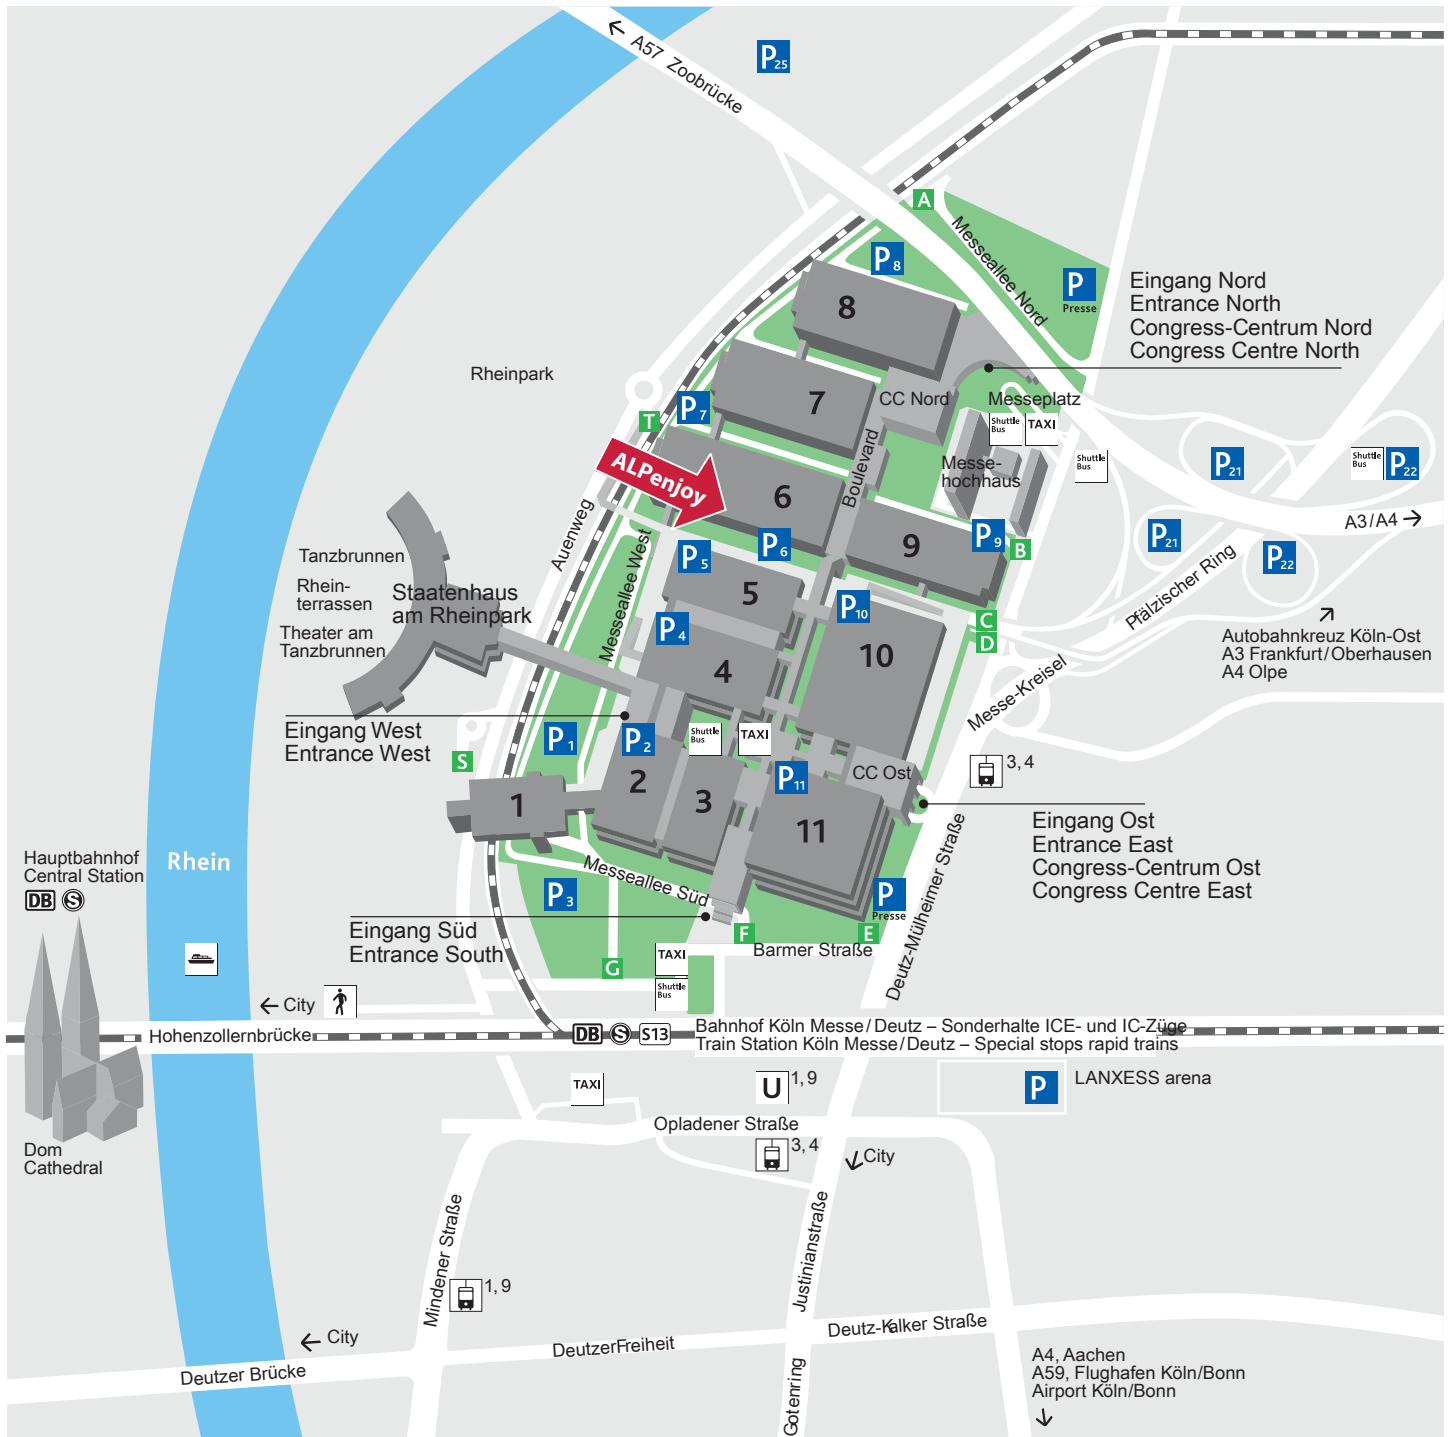 A57 Zoobrücke
P25
A
Messeallee Nord
P8
P
Presse
Eingang Nord
Entrance North
Congress-Centrum Nord
Congress Centre North
8
Rheinpark
7
CC Nord
Messeplatz
T
P7
Shuttle
Bus
TAXI
ALPenjoy
Boulevard
Messe-
hochhaus
Shuttle
Bus
P21
Shuttle
Bus
P22
6
Auenweg
A3/A4
P6
9
P9
B
P21
P22
Tanzbrunnen
Rhein-
terrassen
Theater am
Tanzbrunnen
Staatenhaus
am Rheinpark
Messeallee West
P5
5
P10
Pfälzischer Ring
C
D
P4
4
10
Autobahnkreuz Köln-Ost
A3 Frankfurt/Oberhausen
A4 Olpe
Messe-Kreisel
Eingang West
Entrance West
P1
P2
Shuttle
Bus
TAXI
S
P11
CC Ost
3, 4
1
2
3
11
Eingang Ost
Entrance East
Congress-Centrum Ost
Congress Centre East
Deutz-Mülheimer Straße
Hauptbahnhof
Central Station
DB S
Rhein
Messeallee Süd
P3
P
Presse
Eingang Süd
Entrance South
F
E
Barmer Straße
TAXI
G
Shuttle
Bus
City
Hohenzollernbrücke
DB S S13
Bahnhof Köln Messe/Deutz – Sonderhalte ICE- und IC-Züge
Train Station Köln Messe/Deutz – Special stops rapid trains
TAXI
U 1, 9
P
LANXESS arena
Opladener Straße
3, 4
City
Dom
Cathedral
Mindener Straße
Justinianstraße
1, 9
City
Deutzer Brücke
DeutzerFreiheit
Deutz-Kalker Straße
Gotenring
A4, Aachen
A59, Flughafen Köln/Bonn
Airport Köln/Bonn